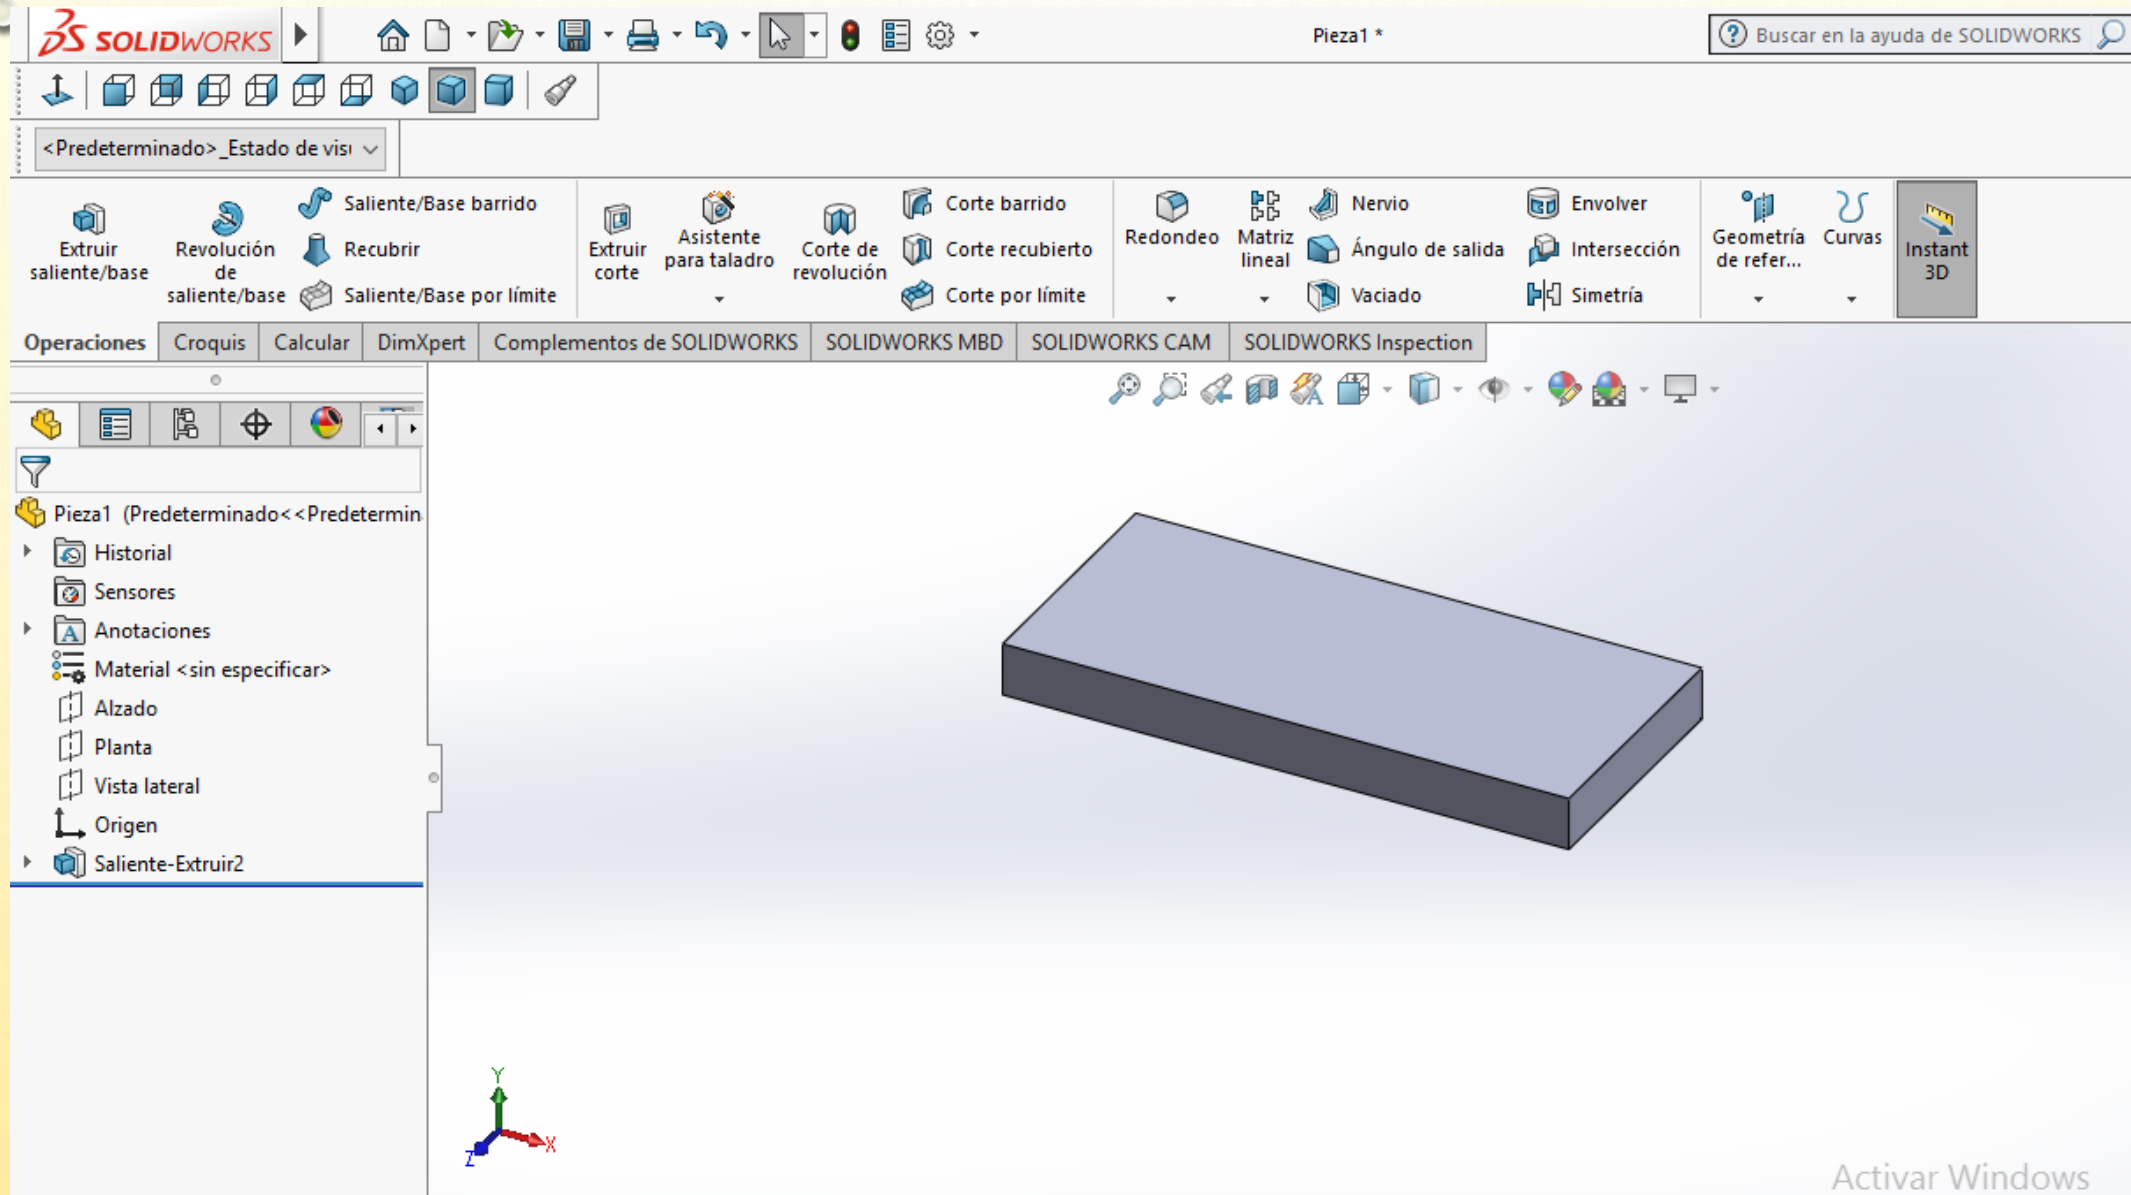 SOLIDWORKS
Pieza1 *
Buscar en la ayuda de SOLIDWORKS
<Predeterminado>_Estado de visı
Extruir
saliente/base
Revolución
de
saliente/base
Saliente/Base barrido
Recubrir
Saliente/Base por límite
Extruir
corte
Asistente
para taladro
Corte de
revolución
Corte barrido
Corte recubierto
Corte por límite
Redondeo
Matriz
lineal
Nervio
Ángulo de salida
Vaciado
Envolver
Intersección
Simetría
Geometría
de refer...
Curvas
Instant
3D
Operaciones
Croquis
Calcular
DimXpert
Complementos de SOLIDWORKS
SOLIDWORKS MBD
SOLIDWORKS CAM
SOLIDWORKS Inspection
Pieza1 (Predeterminado<<Predetermin
Historial
Sensores
Anotaciones
Material <sin especificar>
Alzado
Planta
Vista lateral
Origen
Saliente-Extruir2
Y
X
Z
Activar Windows